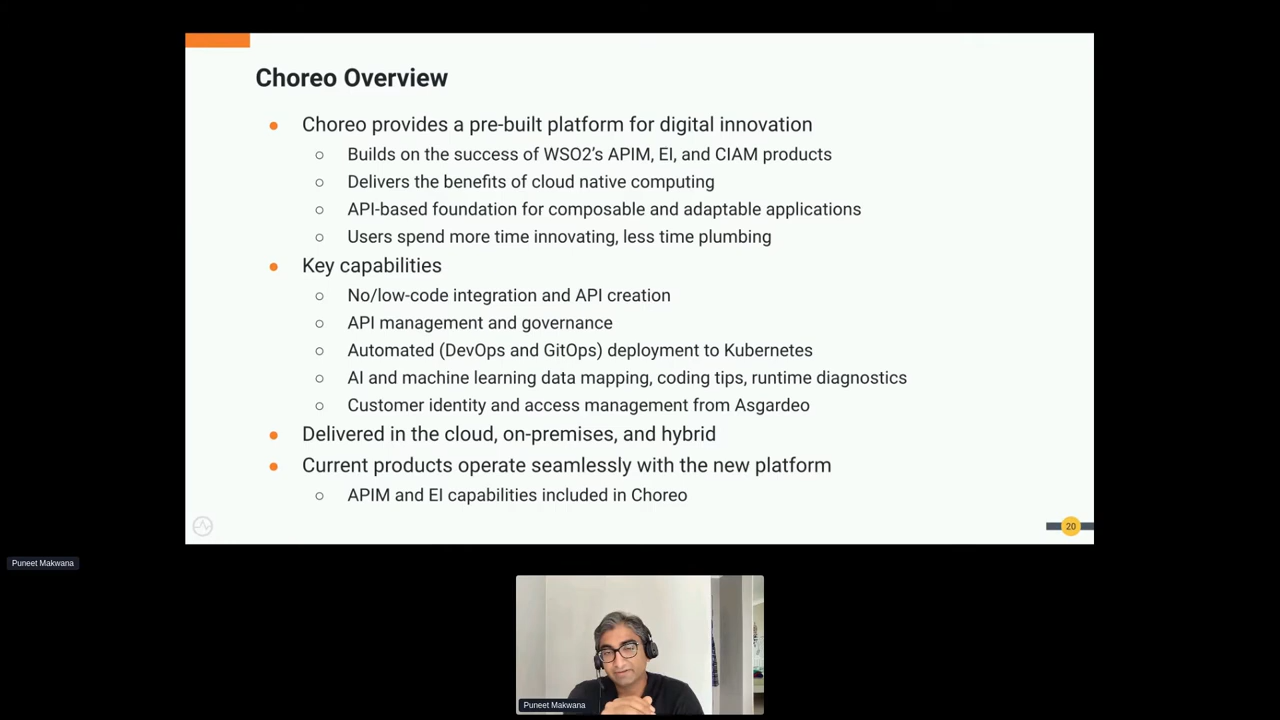 Choreo Overview
● Choreo provides a pre-built platform for digital innovation
○ Builds on the success of WSO2's APIM, EI, and CIAM products
○ Delivers the benefits of cloud native computing
○ API-based foundation for composable and adaptable applications
○ Users spend more time innovating, less time plumbing
● Key capabilities
○ No/low-code integration and API creation
○ API management and governance
○ Automated (DevOps and GitOps) deployment to Kubernetes
○ AI and machine learning data mapping, coding tips, runtime diagnostics
○ Customer identity and access management from Asgardeo
● Delivered in the cloud, on-premises, and hybrid
● Current products operate seamlessly with the new platform
○ APIM and EI capabilities included in Choreo
20
Puneet Makwana
Puneet Makwana